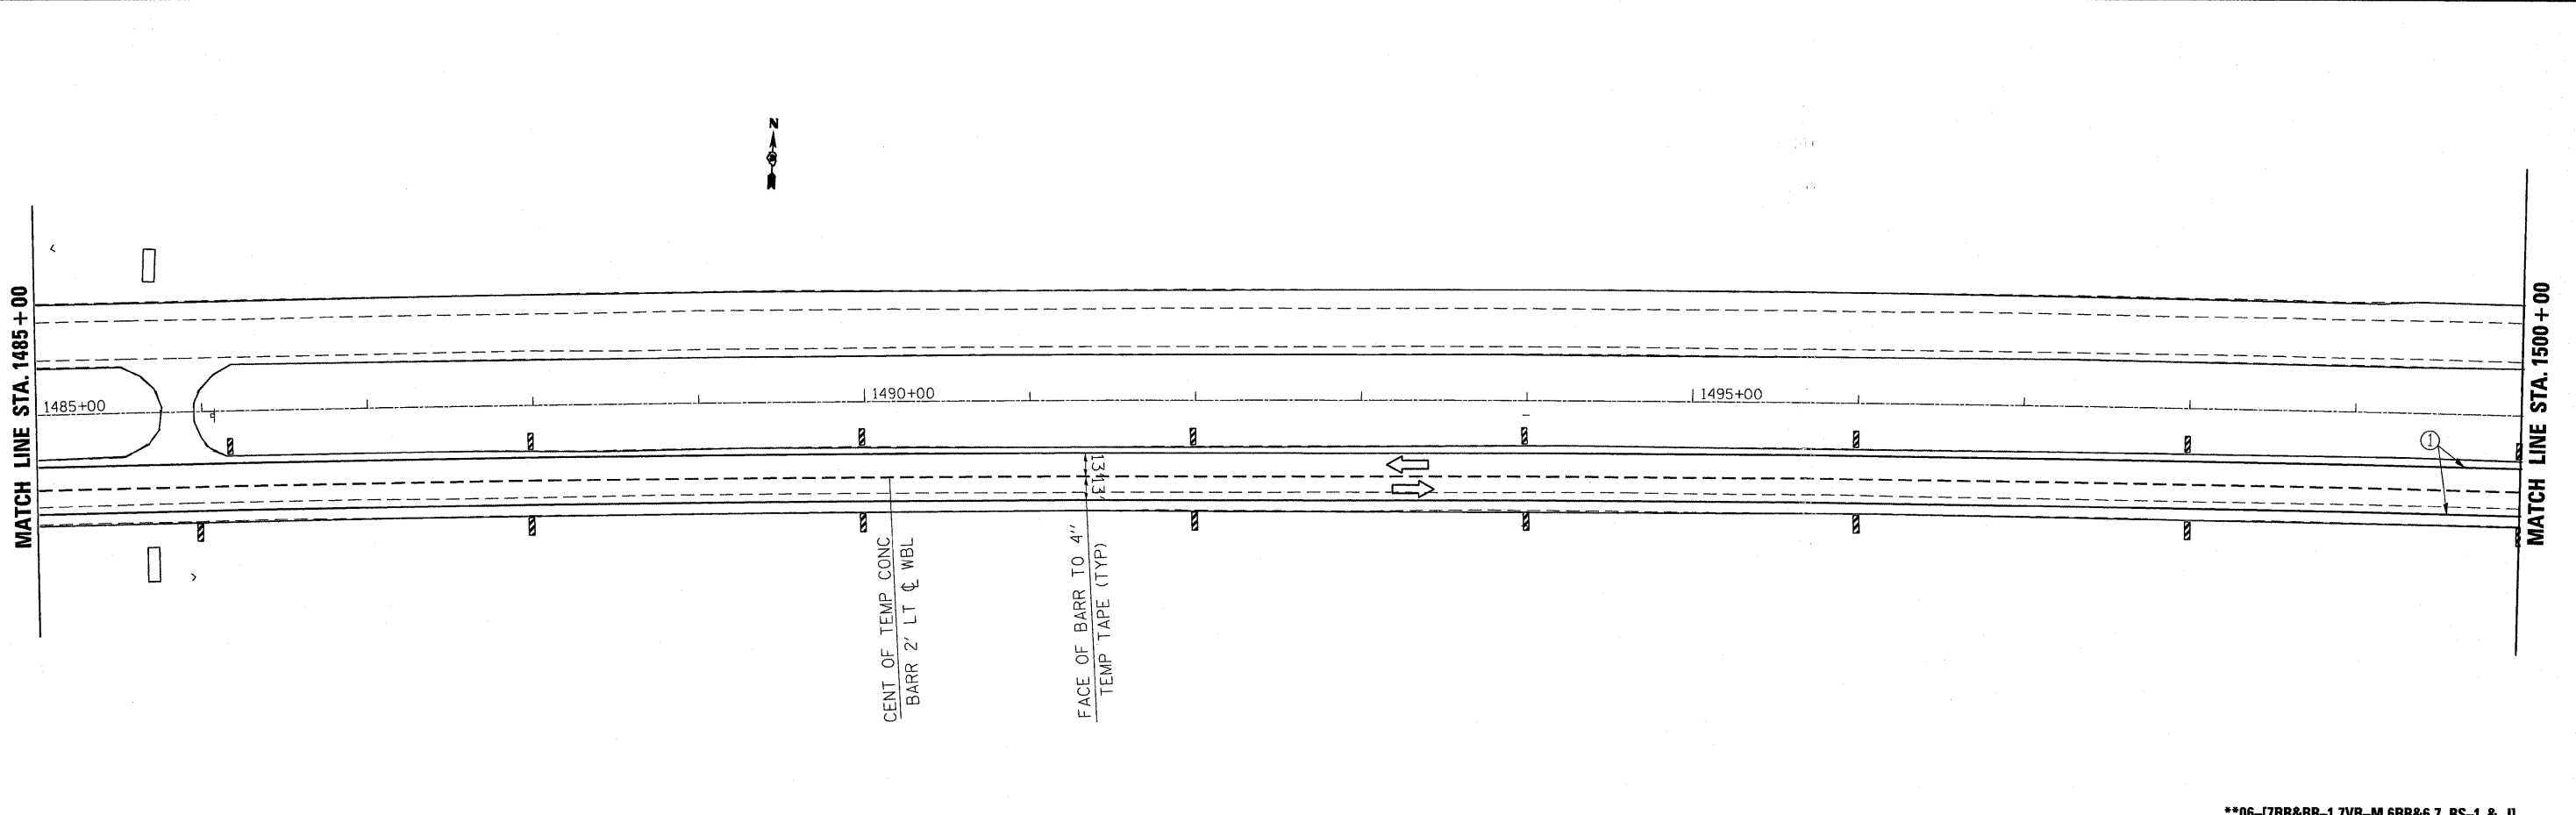 N
MATCH LINE STA. 1485+00
1485+00
1490+00
1495+00
MATCH LINE STA. 1500+00
1
13'
13'
CENT OF TEMP CONC
BARR 2' LT ℄ WBL
FACE OF BARR TO 4''
TEMP TAPE (TYP)